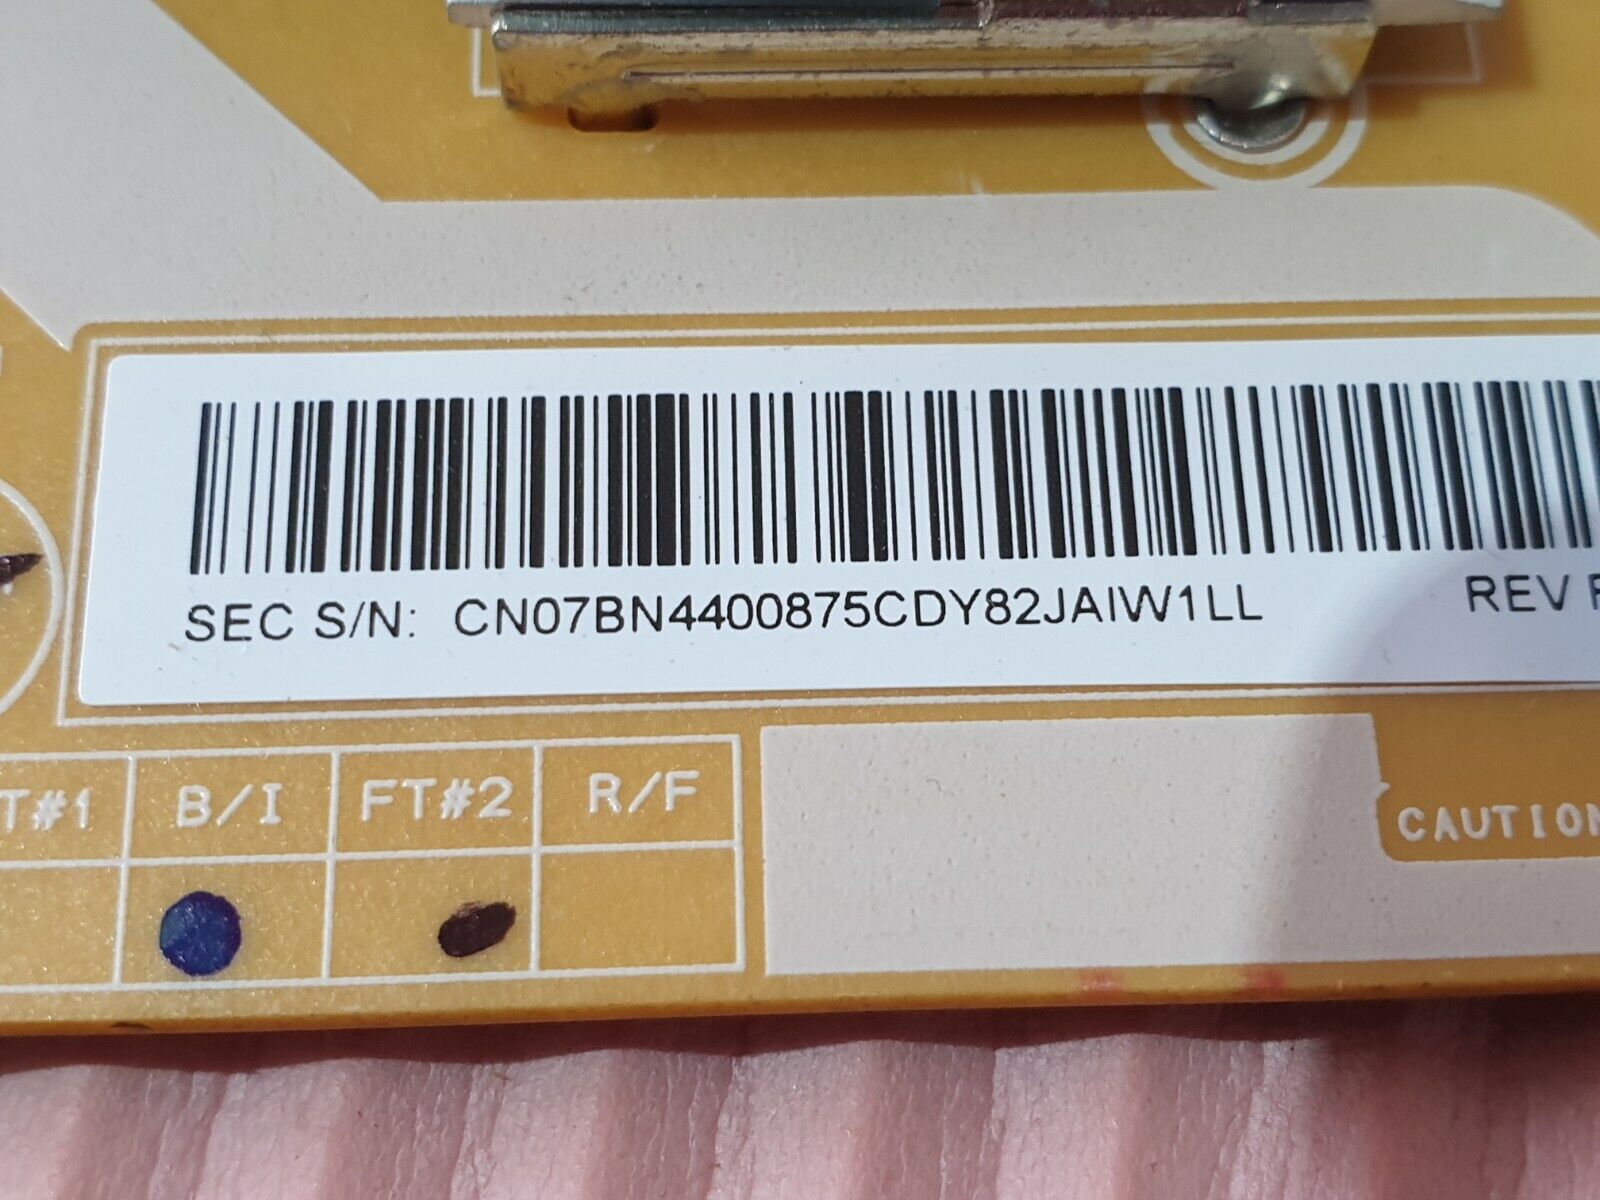 SEC S/N: CN07BN4400875CDY82JAIW1LL REV
T#1 B/I FT#2 R/F
CAUTION